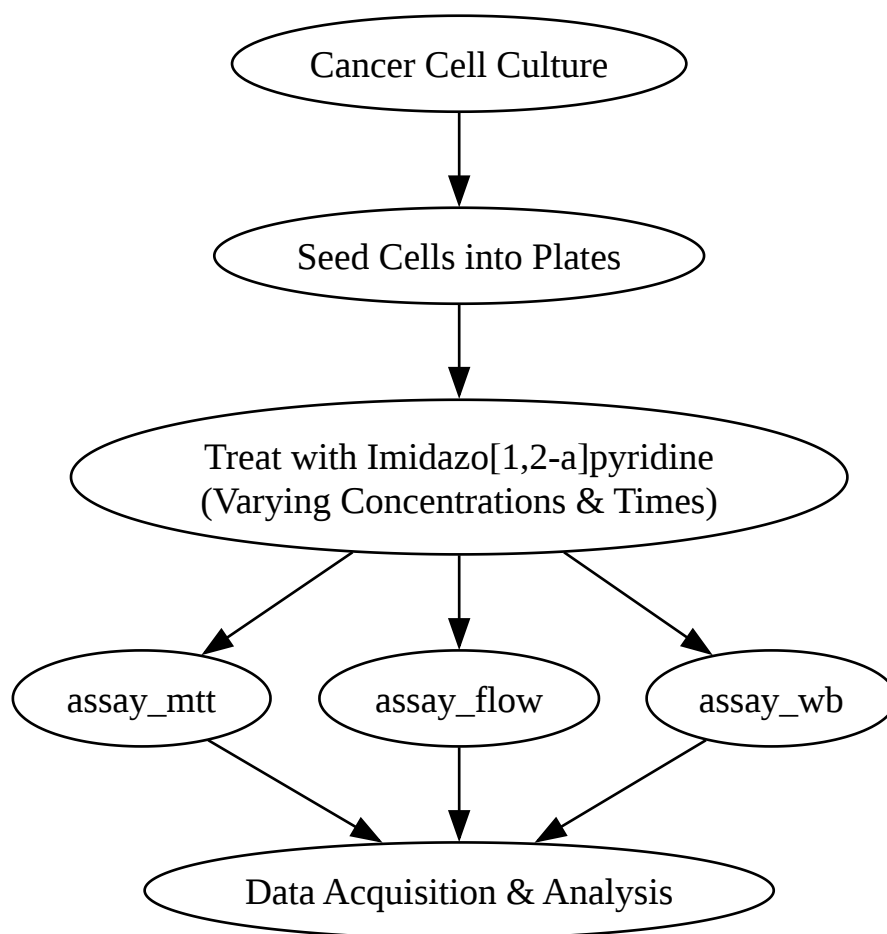 Cancer Cell Culture
Seed Cells into Plates
Treat with Imidazo[1,2-a]pyridine
(Varying Concentrations & Times)
assay_mtt
assay_flow
assay_wb
Data Acquisition & Analysis